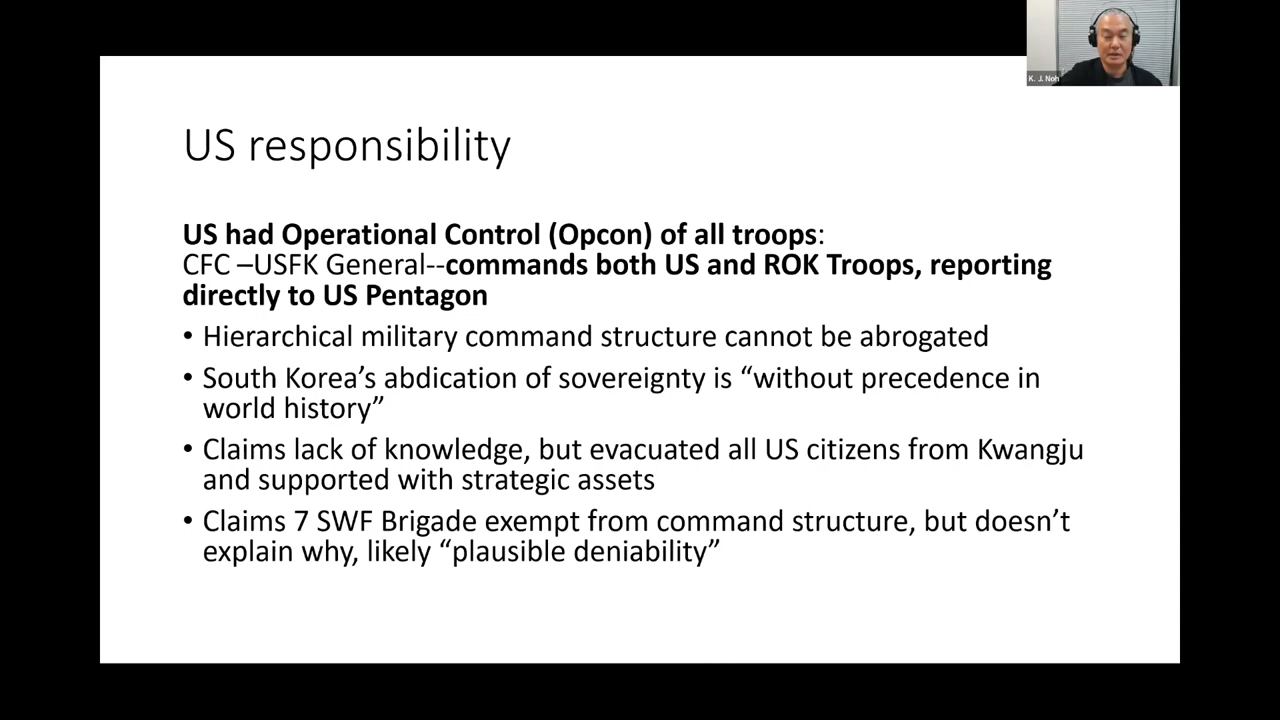 K. J. Noh
US responsibility
US had Operational Control (Opcon) of all troops:
CFC –USFK General--commands both US and ROK Troops, reporting
directly to US Pentagon
• Hierarchical military command structure cannot be abrogated
• South Korea’s abdication of sovereignty is “without precedence in
world history”
• Claims lack of knowledge, but evacuated all US citizens from Kwangju
and supported with strategic assets
• Claims 7 SWF Brigade exempt from command structure, but doesn’t
explain why, likely “plausible deniability”